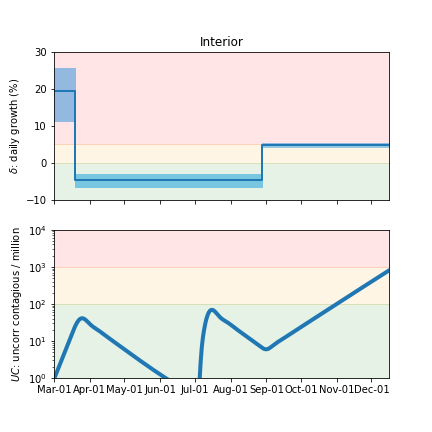 Interior
δ: daily growth (%)
30
20
10
0
−10
UC: uncorr contagious / million
10⁴
10³
10²
10¹
10⁰
Mar-01 Apr-01 May-01 Jun-01 Jul-01 Aug-01 Sep-01 Oct-01 Nov-01 Dec-01